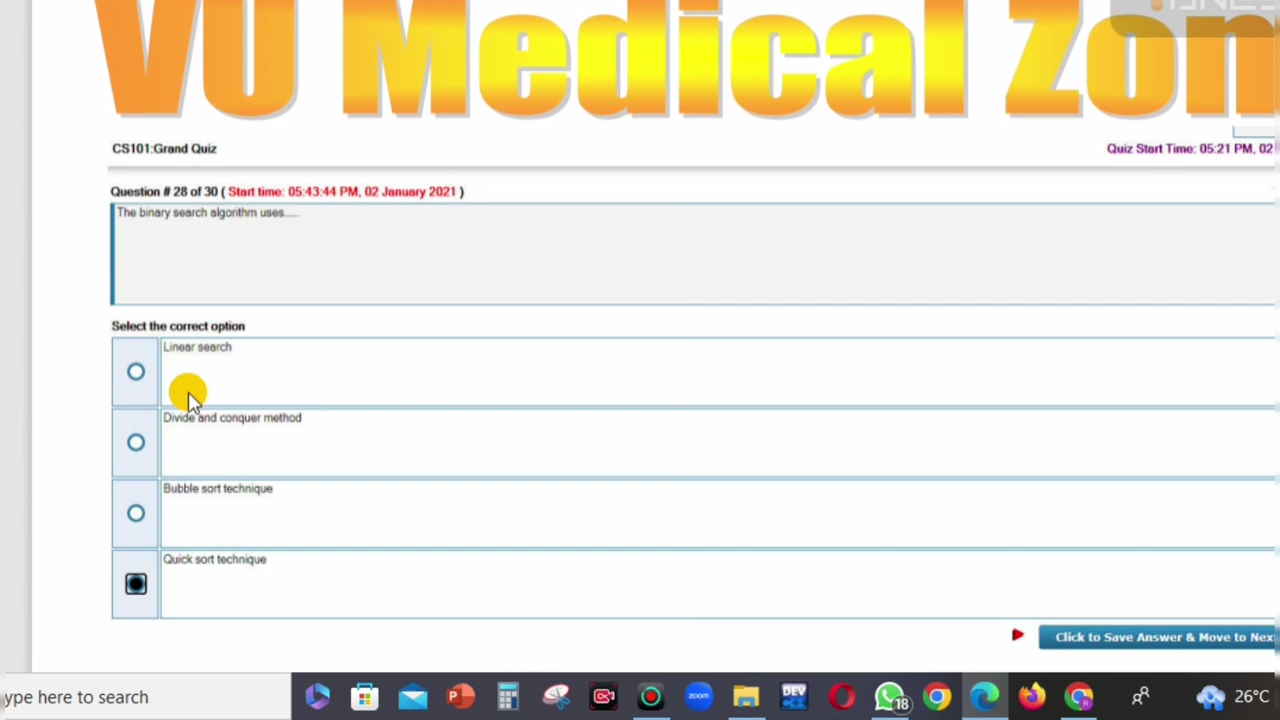 VU Medical Zon
CS101:Grand Quiz
Quiz Start Time: 05:21 PM, 02
Question # 28 of 30 ( Start time: 05:43:44 PM, 02 January 2021 )
The binary search algorithm uses.....
Select the correct option
Linear search
Divide and conquer method
Bubble sort technique
Quick sort technique
Click to Save Answer & Move to Nex
ype here to search
P
zoom
DEV
18
R
26°C